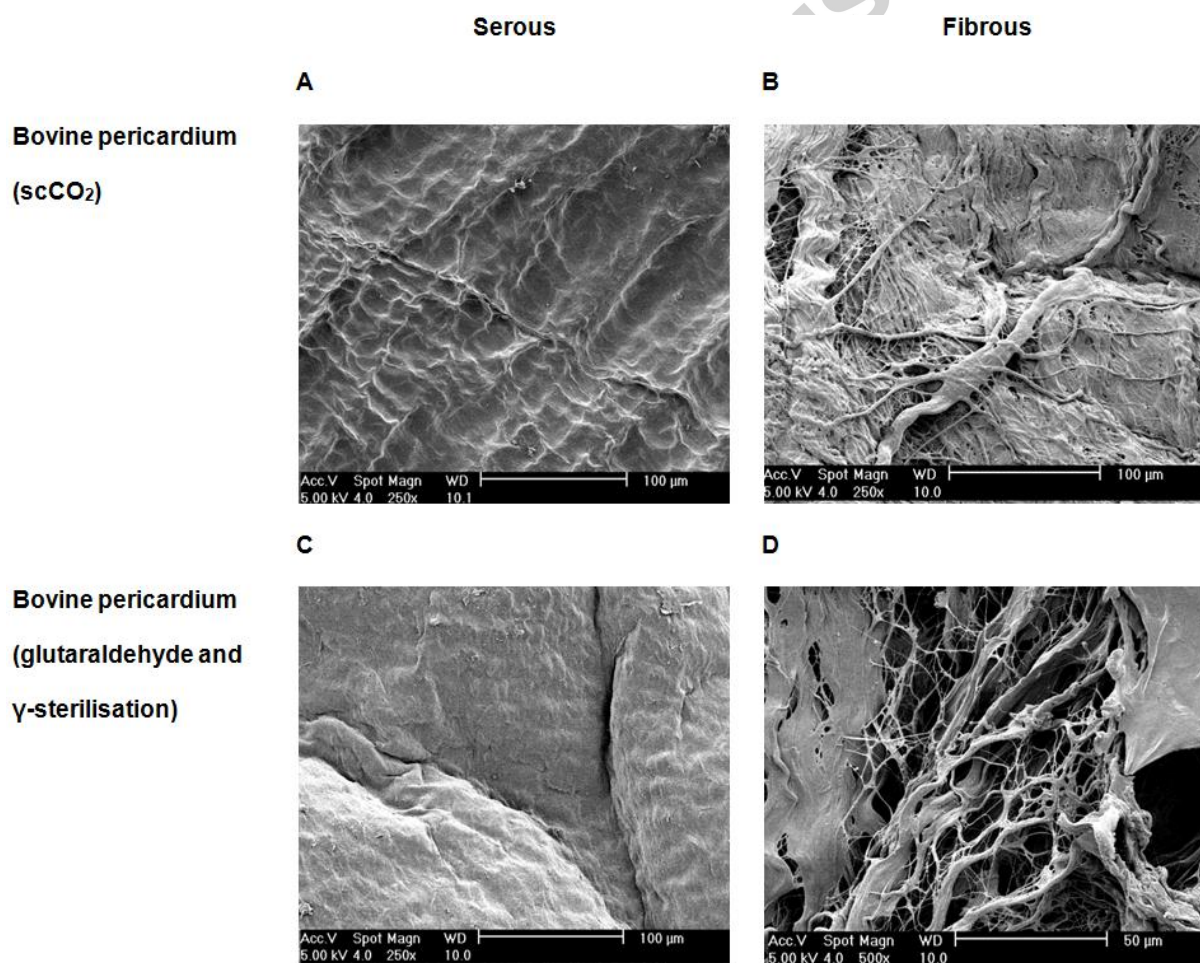 Serous
Fibrous
A
B
Bovine pericardium
(scCO₂)
Acc.V Spot Magn WD 100 µm
5.00 kV 4.0 250x 10.1
Acc.V Spot Magn WD 100 µm
5.00 kV 4.0 250x 10.0
C
D
Bovine pericardium
(glutaraldehyde and
γ-sterilisation)
Acc.V Spot Magn WD 100 µm
5.00 kV 4.0 250x 10.0
Acc.V Spot Magn WD 50 µm
5.00 kV 4.0 500x 10.0